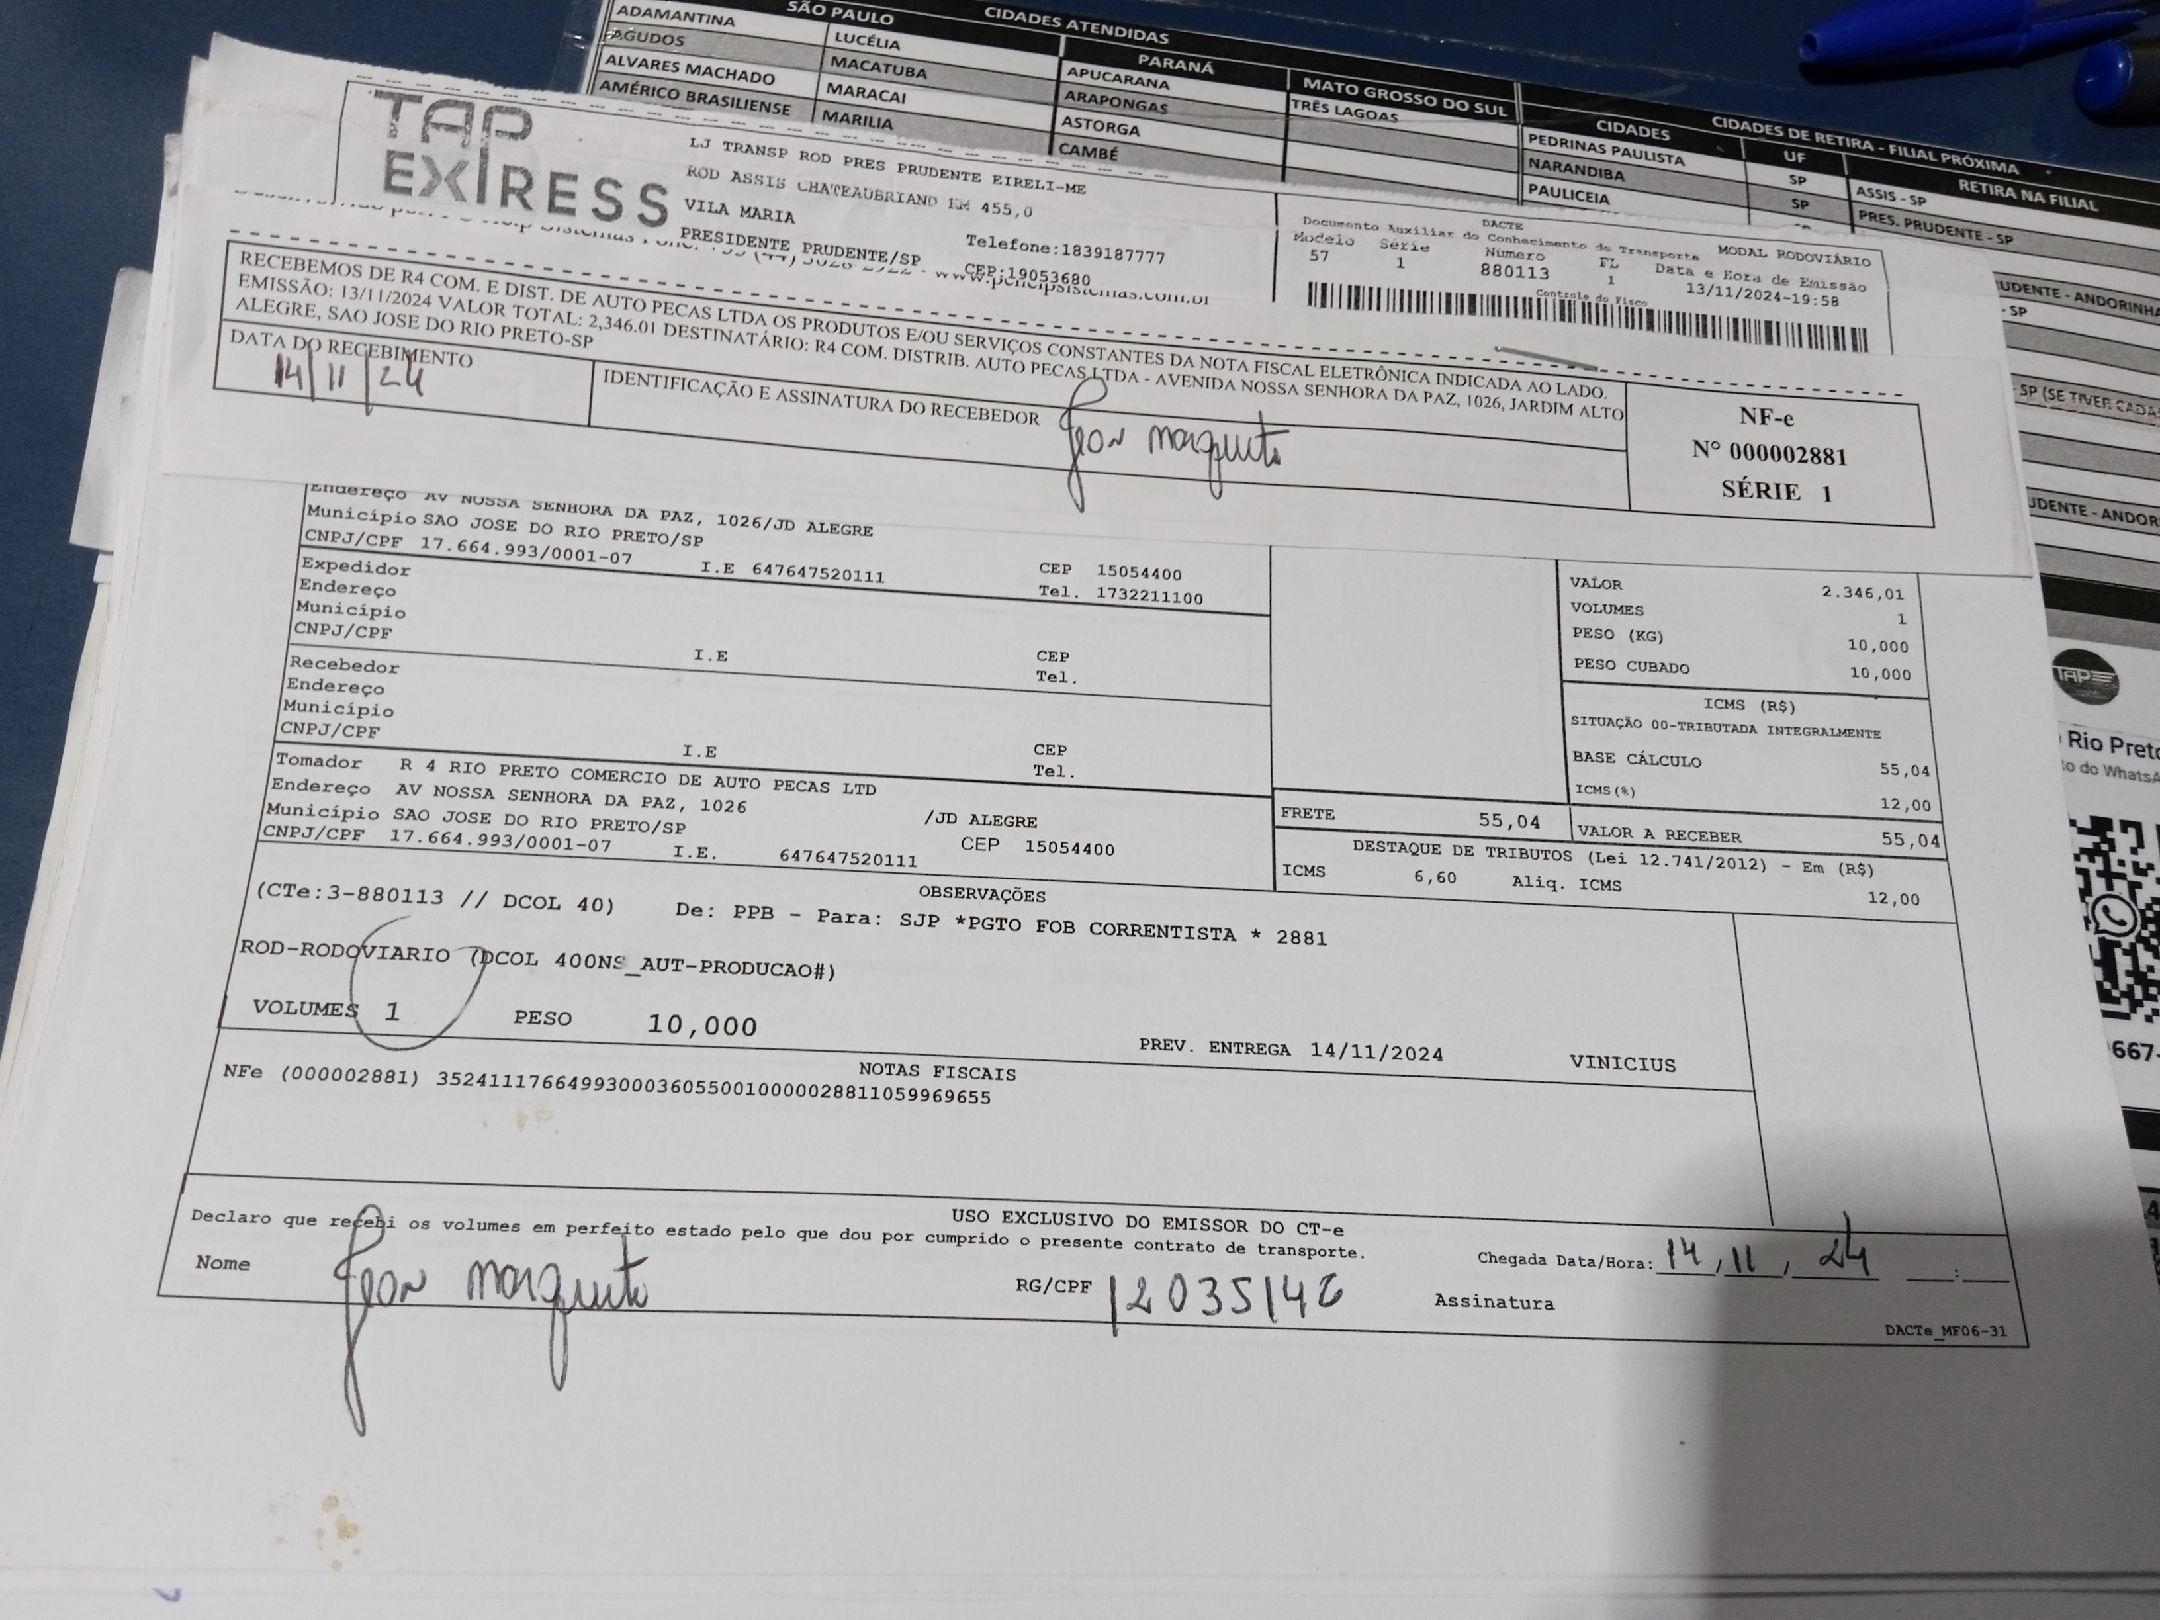 SÃO PAULO
CIDADES ATENDIDAS
PARANÁ
MATO GROSSO DO SUL
ADAMANTINA LUCÉLIA APUCARANA TRÊS LAGOAS
AGUDOS MACATUBA ARAPONGAS
ALVARES MACHADO MARACAI ASTORGA
AMÉRICO BRASILIENSE MARILIA CAMBÉ
CIDADES DE RETIRA - FILIAL PRÓXIMA
CIDADES UF RETIRA NA FILIAL
PEDRINAS PAULISTA SP ASSIS - SP
NARANDIBA SP PRES. PRUDENTE - SP
PAULICEIA
UDENTE - ANDORINHA
- SP
- SP (SE TIVER CADA
UDENTE - ANDOR
TAP
EXIRESS
LJ TRANSP ROD PRES PRUDENTE EIRELI-ME
ROD ASSIS CHATEAUBRIAND KM 455,0
VILA MARIA Telefone:1839187777
PRESIDENTE PRUDENTE/SP CEP:19053680
DACTE
Documento Auxiliar do Conhecimento de Transporte MODAL RODOVIÁRIO
Modelo Série Número FL Data e Hora de Emissão
57 1 880113 1 13/11/2024-19:58
Controle do Fisco
RECEBEMOS DE R4 COM. E DIST. DE AUTO PECAS LTDA OS PRODUTOS E/OU SERVIÇOS CONSTANTES DA NOTA FISCAL ELETRÔNICA INDICADA AO LADO.
EMISSÃO: 13/11/2024 VALOR TOTAL: 2,346.01 DESTINATÁRIO: R4 COM. DISTRIB. AUTO PECAS LTDA - AVENIDA NOSSA SENHORA DA PAZ, 1026, JARDIM ALTO
ALEGRE, SAO JOSE DO RIO PRETO-SP
DATA DO RECEBIMENTO
14/11/24
IDENTIFICAÇÃO E ASSINATURA DO RECEBEDOR
NF-e
N° 000002881
SÉRIE 1
Endereço AV NOSSA SENHORA DA PAZ, 1026/JD ALEGRE
Município SAO JOSE DO RIO PRETO/SP CEP 15054400
CNPJ/CPF 17.664.993/0001-07 I.E 647647520111 Tel. 1732211100
Expedidor
Endereço
Município CEP
CNPJ/CPF I.E Tel.
Recebedor
Endereço
Município CEP
CNPJ/CPF I.E Tel.
Tomador R 4 RIO PRETO COMERCIO DE AUTO PECAS LTD
Endereço AV NOSSA SENHORA DA PAZ, 1026 /JD ALEGRE
Município SAO JOSE DO RIO PRETO/SP CEP 15054400
CNPJ/CPF 17.664.993/0001-07 I.E. 647647520111
VALOR 2.346,01
VOLUMES 1
PESO (KG) 10,000
PESO CUBADO 10,000
ICMS (R$)
SITUAÇÃO 00-TRIBUTADA INTEGRALMENTE
BASE CÁLCULO 55,04
ICMS(%) 12,00
FRETE 55,04 VALOR A RECEBER 55,04
DESTAQUE DE TRIBUTOS (Lei 12.741/2012) - Em (R$)
ICMS 6,60 Aliq. ICMS 12,00
OBSERVAÇÕES
(CTe:3-880113 // DCOL 40) De: PPB - Para: SJP *PGTO FOB CORRENTISTA * 2881
ROD-RODOVIARIO (DCOL 400NS_AUT-PRODUCAO#)
VOLUMES 1 PESO 10,000 PREV. ENTREGA 14/11/2024 VINICIUS
NOTAS FISCAIS
NFe (000002881) 35241117664993000360550010000028811059969655
USO EXCLUSIVO DO EMISSOR DO CT-e
Declaro que recebi os volumes em perfeito estado pelo que dou por cumprido o presente contrato de transporte.
Chegada Data/Hora: 14, 11, 24 :
Nome RG/CPF 12035146 Assinatura
DACTe_MF06-31
TAP
Rio Preto
to do WhatsA
667-